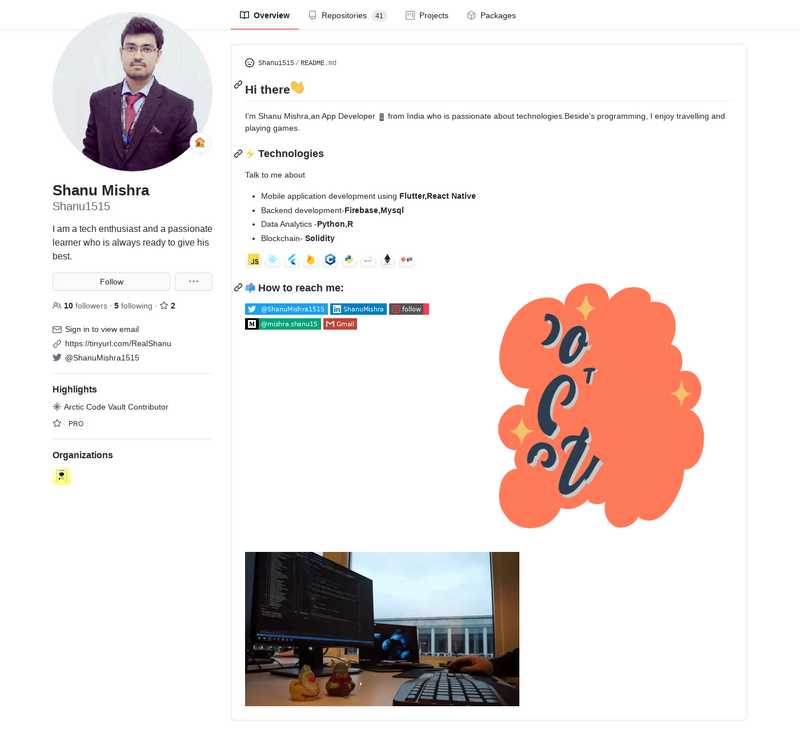 Overview
Repositories 41
Projects
Packages
Shanu Mishra
Shanu1515
I am a tech enthusiast and a passionate
learner who is always ready to give his
best.
Follow
10 followers · 5 following · 2
Sign in to view email
https://tinyurl.com/RealShanu
@ShanuMishra1515
Highlights
Arctic Code Vault Contributor
PRO
Organizations
Shanu1515 / README.md
Hi there👋
I'm Shanu Mishra,an App Developer 📱 from India who is passionate about technologies.Beside's programming, I enjoy travelling and
playing games.
⚡ Technologies
Talk to me about
• Mobile application development using Flutter,React Native
• Backend development-Firebase,Mysql
• Data Analytics -Python,R
• Blockchain- Solidity
JS
📫 How to reach me:
@ShanuMishra1515 in ShanuMishra follow
M @mishra.shanu15 Gmail